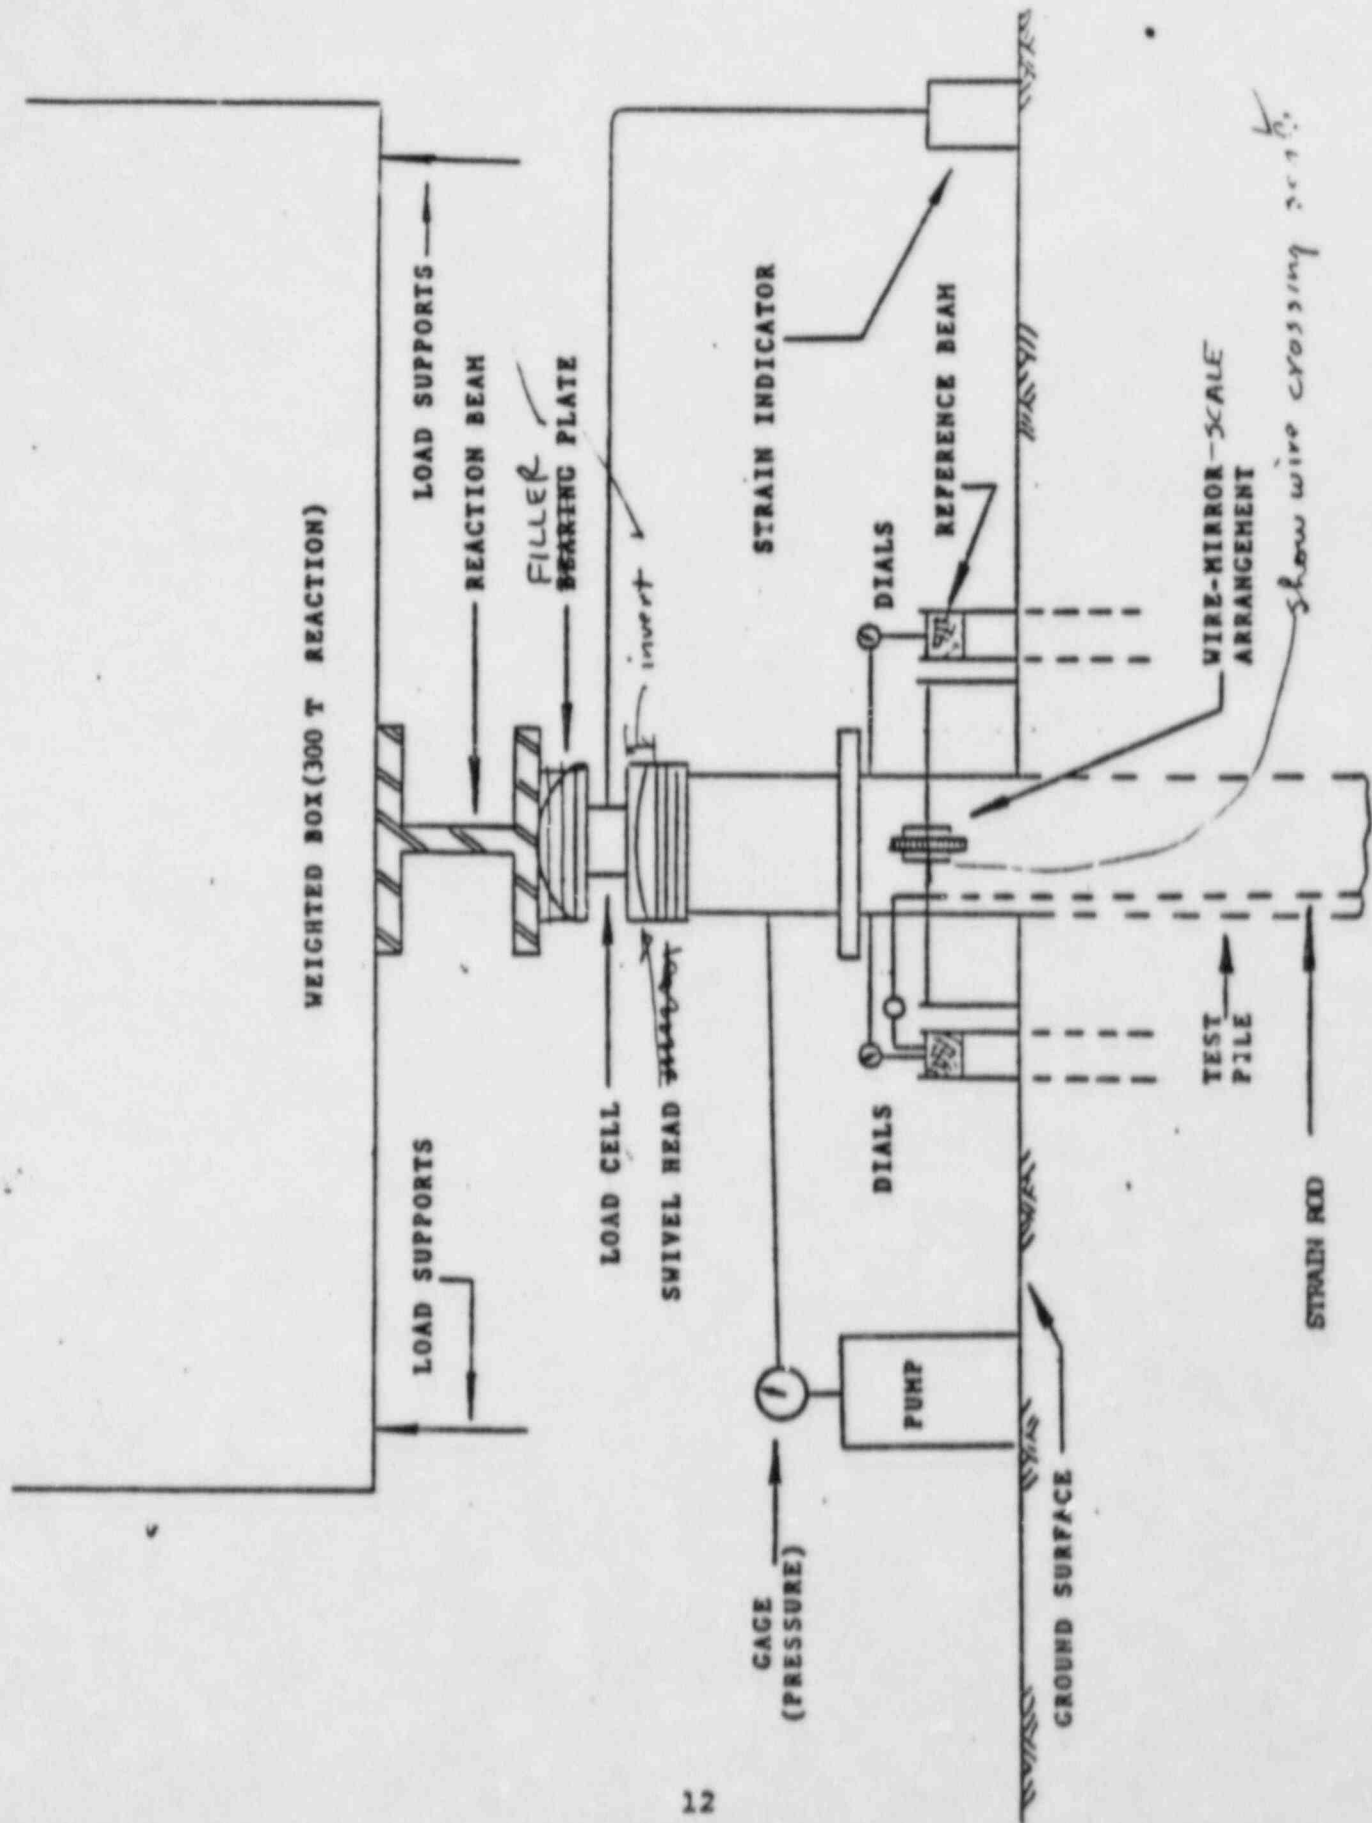 WEIGHTED BOX(300 T REACTION)
LOAD SUPPORTS
LOAD SUPPORTS
REACTION BEAM
FILLER
BEARING PLATE
invert
LOAD CELL
SWIVEL HEAD
STRAIN INDICATOR
GAGE
(PRESSURE)
PUMP
DIALS
DIALS
REFERENCE BEAM
GROUND SURFACE
TEST
PILE
WIRE-MIRROR-SCALE
ARRANGEMENT
show wire crossing
STRAIN ROD
12